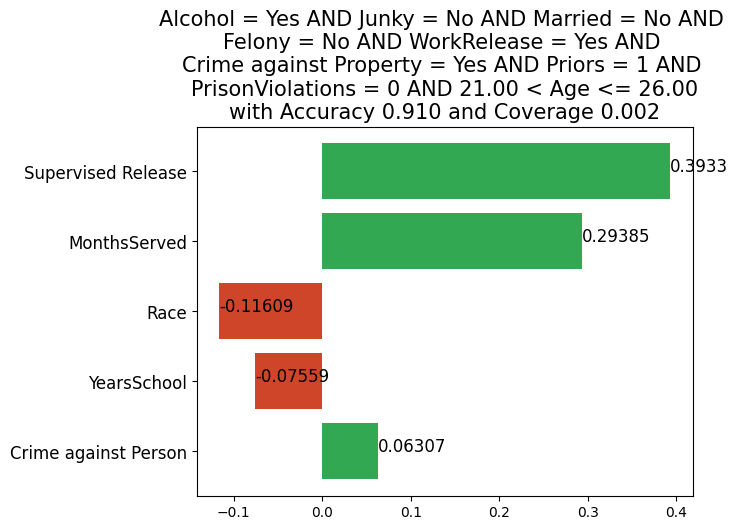 Alcohol = Yes AND Junky = No AND Married = No AND
Felony = No AND WorkRelease = Yes AND
Crime against Property = Yes AND Priors = 1 AND
PrisonViolations = 0 AND 21.00 < Age <= 26.00
with Accuracy 0.910 and Coverage 0.002
Supervised Release
0.3933
MonthsServed
0.29385
Race
-0.11609
YearsSchool
-0.07559
Crime against Person
0.06307
−0.1
0.0
0.1
0.2
0.3
0.4